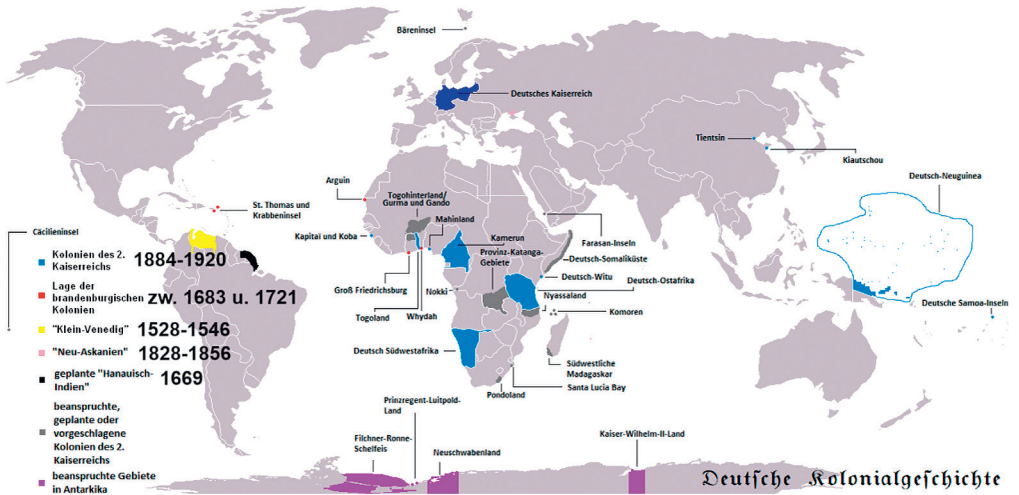 Bäreninsel
Deutsches Kaiserreich
Tientsin
Kiautschou
Deutsch-Neuguinea
Arguin
Togohinterland/
Gurma und Gando
Mahinland
St. Thomas und
Krabbeninsel
Cäcilieninsel
Kapitai und Koba
Kamerun
Provinz-Katanga-
Gebiete
Farasan-Inseln
Deutsch-Somaliküste
Deutsch-Witu
Deutsch-Ostafrika
Groß Friedrichsburg
Nokki
Nyassaland
Togoland
Whydah
Komoren
Deutsche Samoa-Inseln
Deutsch Südwestafrika
Südwestliche
Madagaskar
Santa Lucia Bay
Pondoland
Prinzregent-Luitpold-
Land
Filchner-Ronne-
Schelfeis
Neuschwabenland
Kaiser-Wilhelm-II-Land
Kolonien des 2.
Kaiserreichs
1884-1920
Lage der
brandenburgischen
Kolonien
zw. 1683 u. 1721
"Klein-Venedig"
1528-1546
"Neu-Askanien"
1828-1856
geplante "Hanauisch-
Indien"
1669
beanspruchte,
geplante oder
vorgeschlagene
Kolonien des 2.
Kaiserreichs
beanspruchte Gebiete
in Antarkika
Deutſche Kolonialgeſchichte